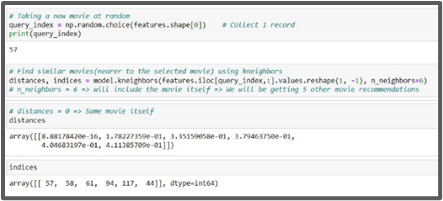 # Taking a new movie at random
query_index = np.random.choice(features.shape[0])    # Collect 1 record
print(query_index)
57
# Find similar movies(nearer to the selected movie) using kneighbors
distances, indices = model.kneighbors(features.iloc[query_index,:].values.reshape(1, -1), n_neighbors=6)
# n_neighbors = 6 => will include the movie itself => We will be getting 5 other movie recommendations
# distances = 0 => Same movie itself
distances
array([[8.88178420e-16, 1.78227359e-01, 3.35159058e-01, 3.79463750e-01,
4.04683197e-01, 4.11385709e-01]])
indices
array([[ 57,  58,  61,  94, 117,  44]], dtype=int64)